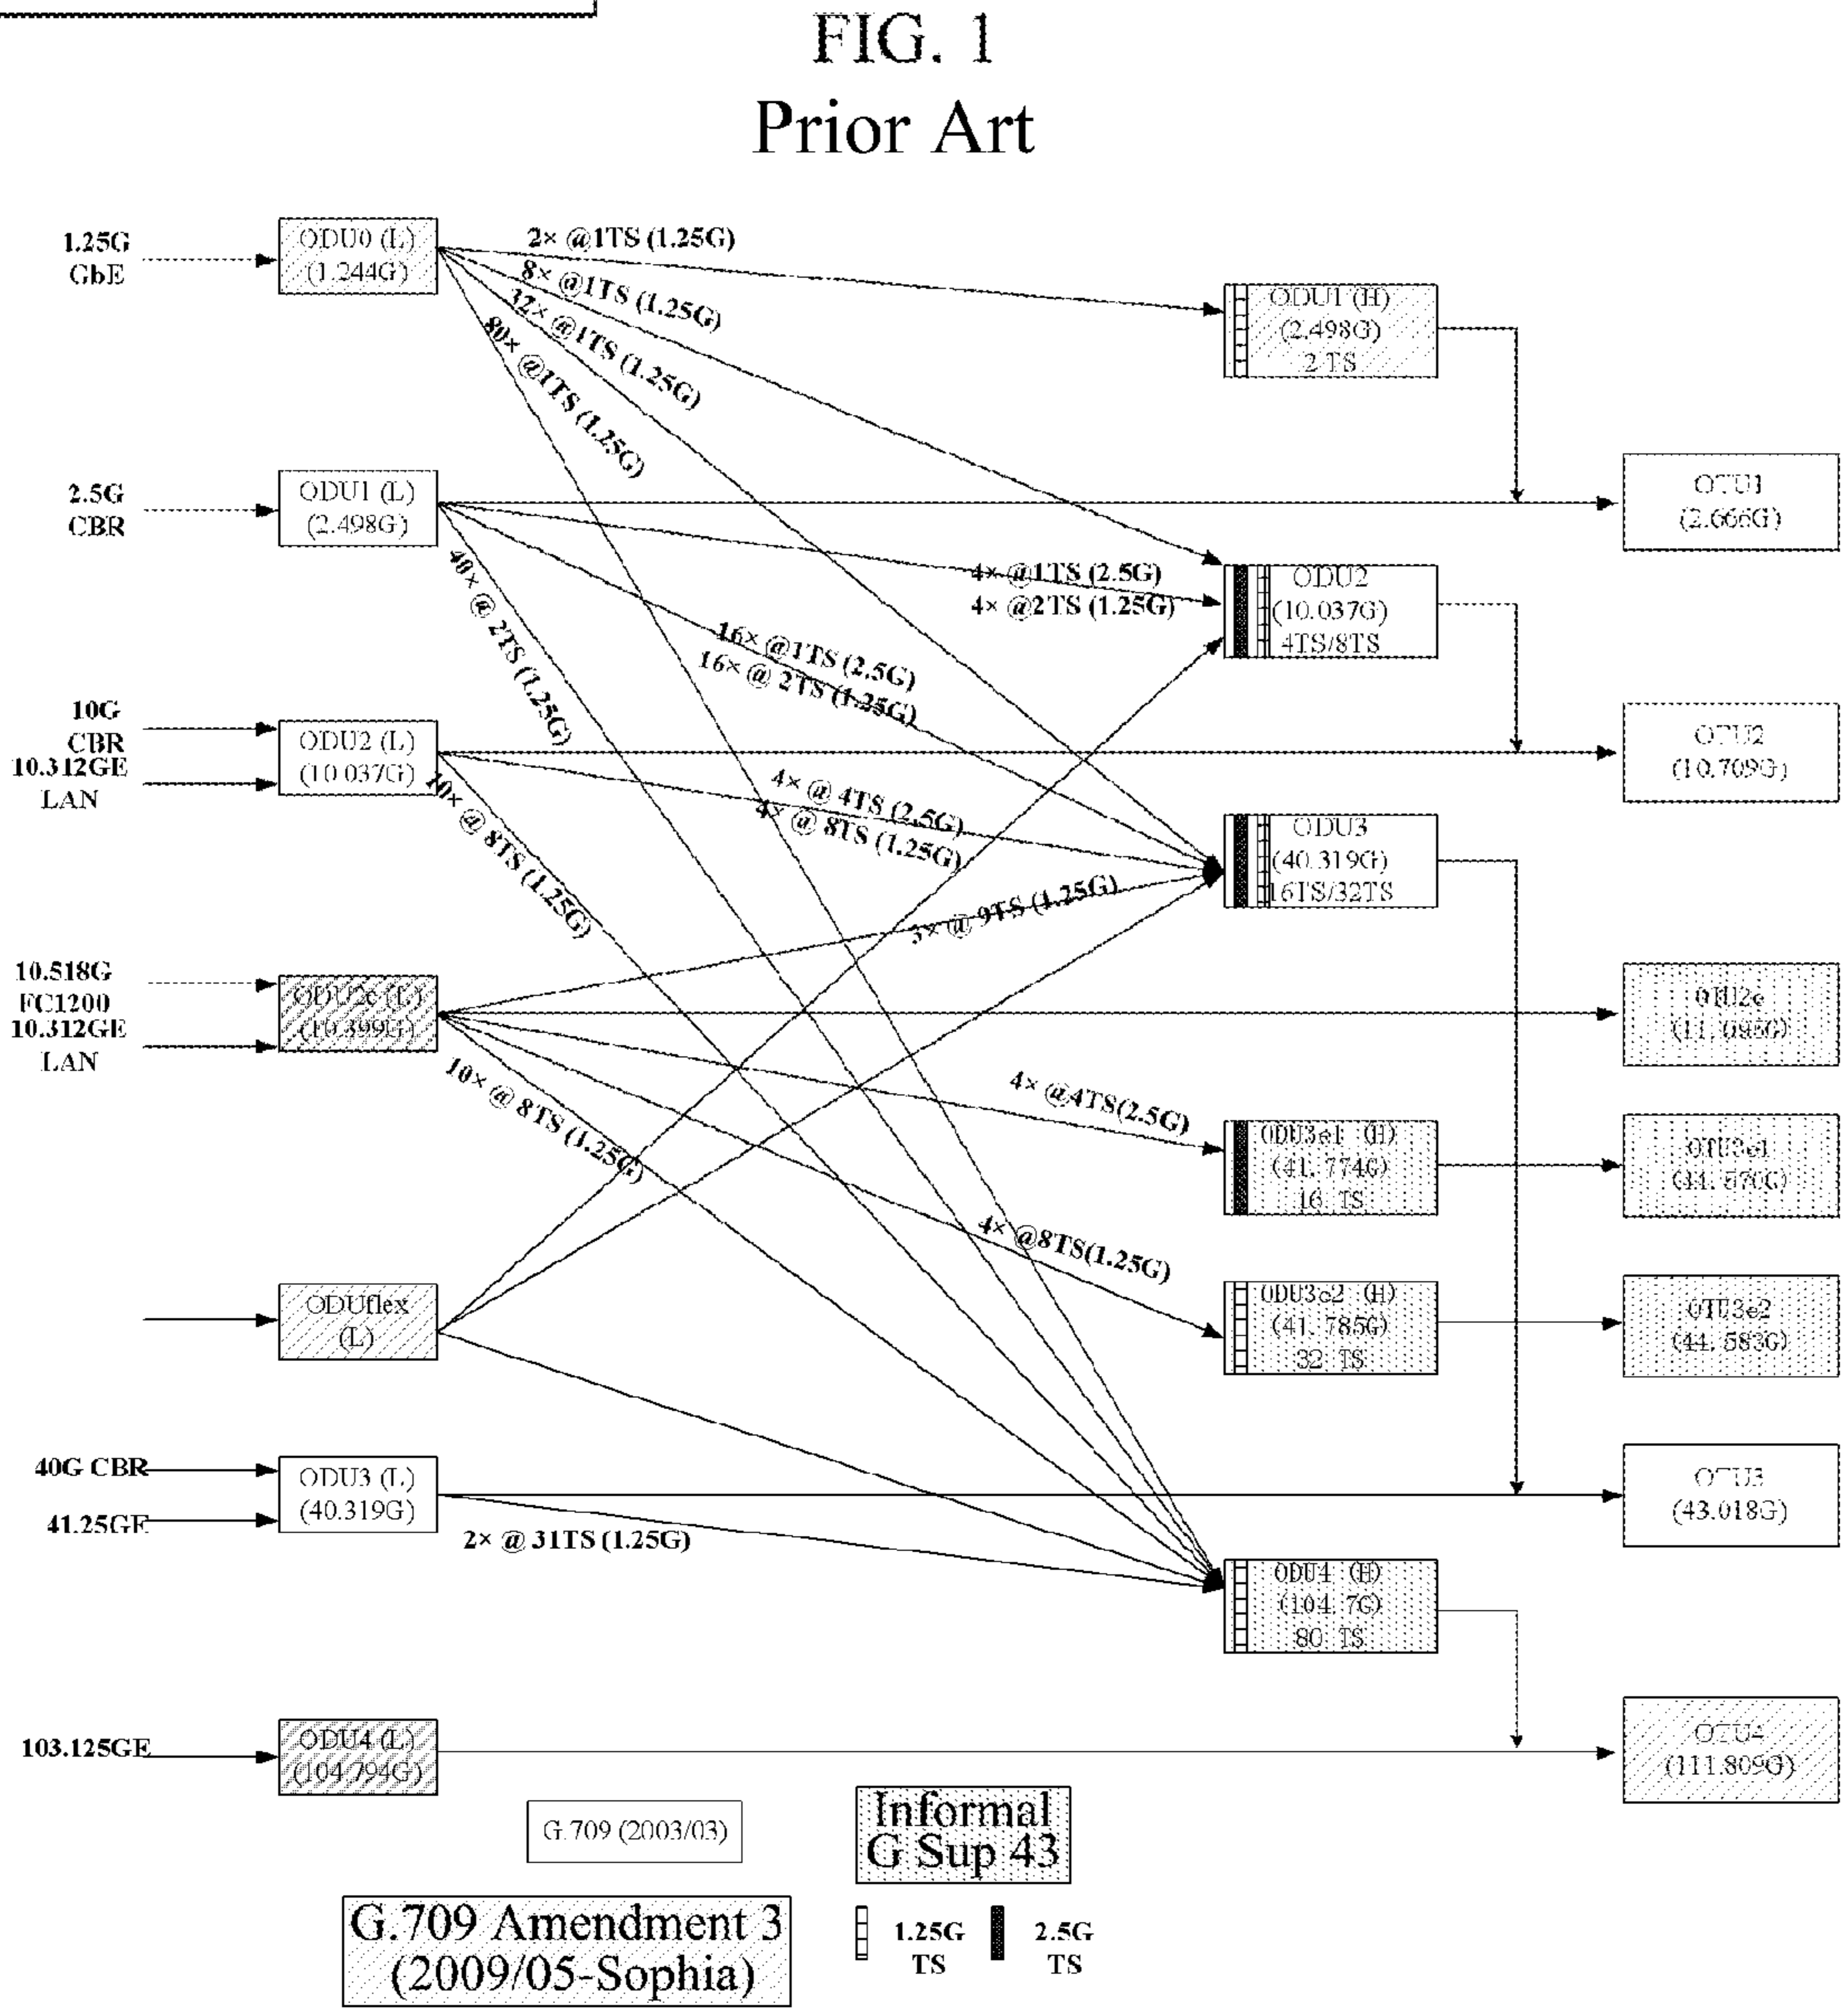 FIG. 1
Prior Art
1.25G
GbE
ODU0 (L)
(1.244G)
2× @1TS (1.25G)
8× @1TS (1.25G)
32× @1TS (1.25G)
80× @1TS (1.25G)
ODU1 (H)
(2.498G)
2 TS
2.5G
CBR
ODU1 (L)
(2.498G)
OTU1
(2.666G)
40× @ 2TS (1.25G)
4× @1TS (2.5G)
4× @2TS (1.25G)
ODU2
(10.037G)
4TS/8TS
16× @1TS (2.5G)
16× @ 2TS (1.25G)
10G
CBR
10.312GE
LAN
ODU2 (L)
(10.037G)
OTU2
(10.709G)
10× @ 8TS (1.25G)
4× @ 4TS (2.5G)
4× @ 8TS (1.25G)
ODU3
(40.319G)
16TS/32TS
3× @ 9TS (1.25G)
10.518G
FC1200
10.312GE
LAN
ODU2e (L)
(10.399G)
OTU2e
(11.095G)
10× @ 8TS (1.25G)
4× @4TS(2.5G)
ODU3e1 (H)
(41.774G)
16 TS
OTU3e1
(44.570G)
4× @8TS(1.25G)
ODUflex
(L)
ODU3e2 (H)
(41.785G)
32 TS
OTU3e2
(44.583G)
40G CBR
41.25GE
ODU3 (L)
(40.319G)
OTU3
(43.018G)
2× @ 31TS (1.25G)
ODU4 (H)
(104.7G)
80 TS
103.125GE
ODU4 (L)
(104.794G)
OTU4
(111.809G)
G.709 (2003/03)
Informal
G Sup 43
G.709 Amendment 3
(2009/05-Sophia)
1.25G
TS
2.5G
TS